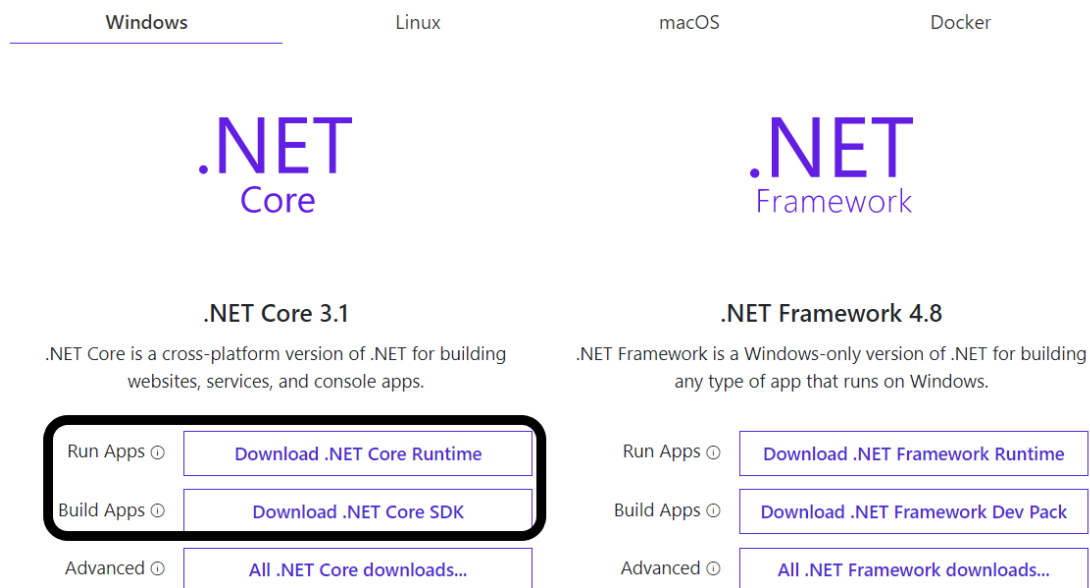 Windows
Linux
macOS
Docker
.NET
Core
.NET Core 3.1
.NET Core is a cross-platform version of .NET for building
websites, services, and console apps.
Run Apps
Download .NET Core Runtime
Build Apps
Download .NET Core SDK
Advanced
All .NET Core downloads...
.NET
Framework
.NET Framework 4.8
.NET Framework is a Windows-only version of .NET for building
any type of app that runs on Windows.
Run Apps
Download .NET Framework Runtime
Build Apps
Download .NET Framework Dev Pack
Advanced
All .NET Framework downloads...